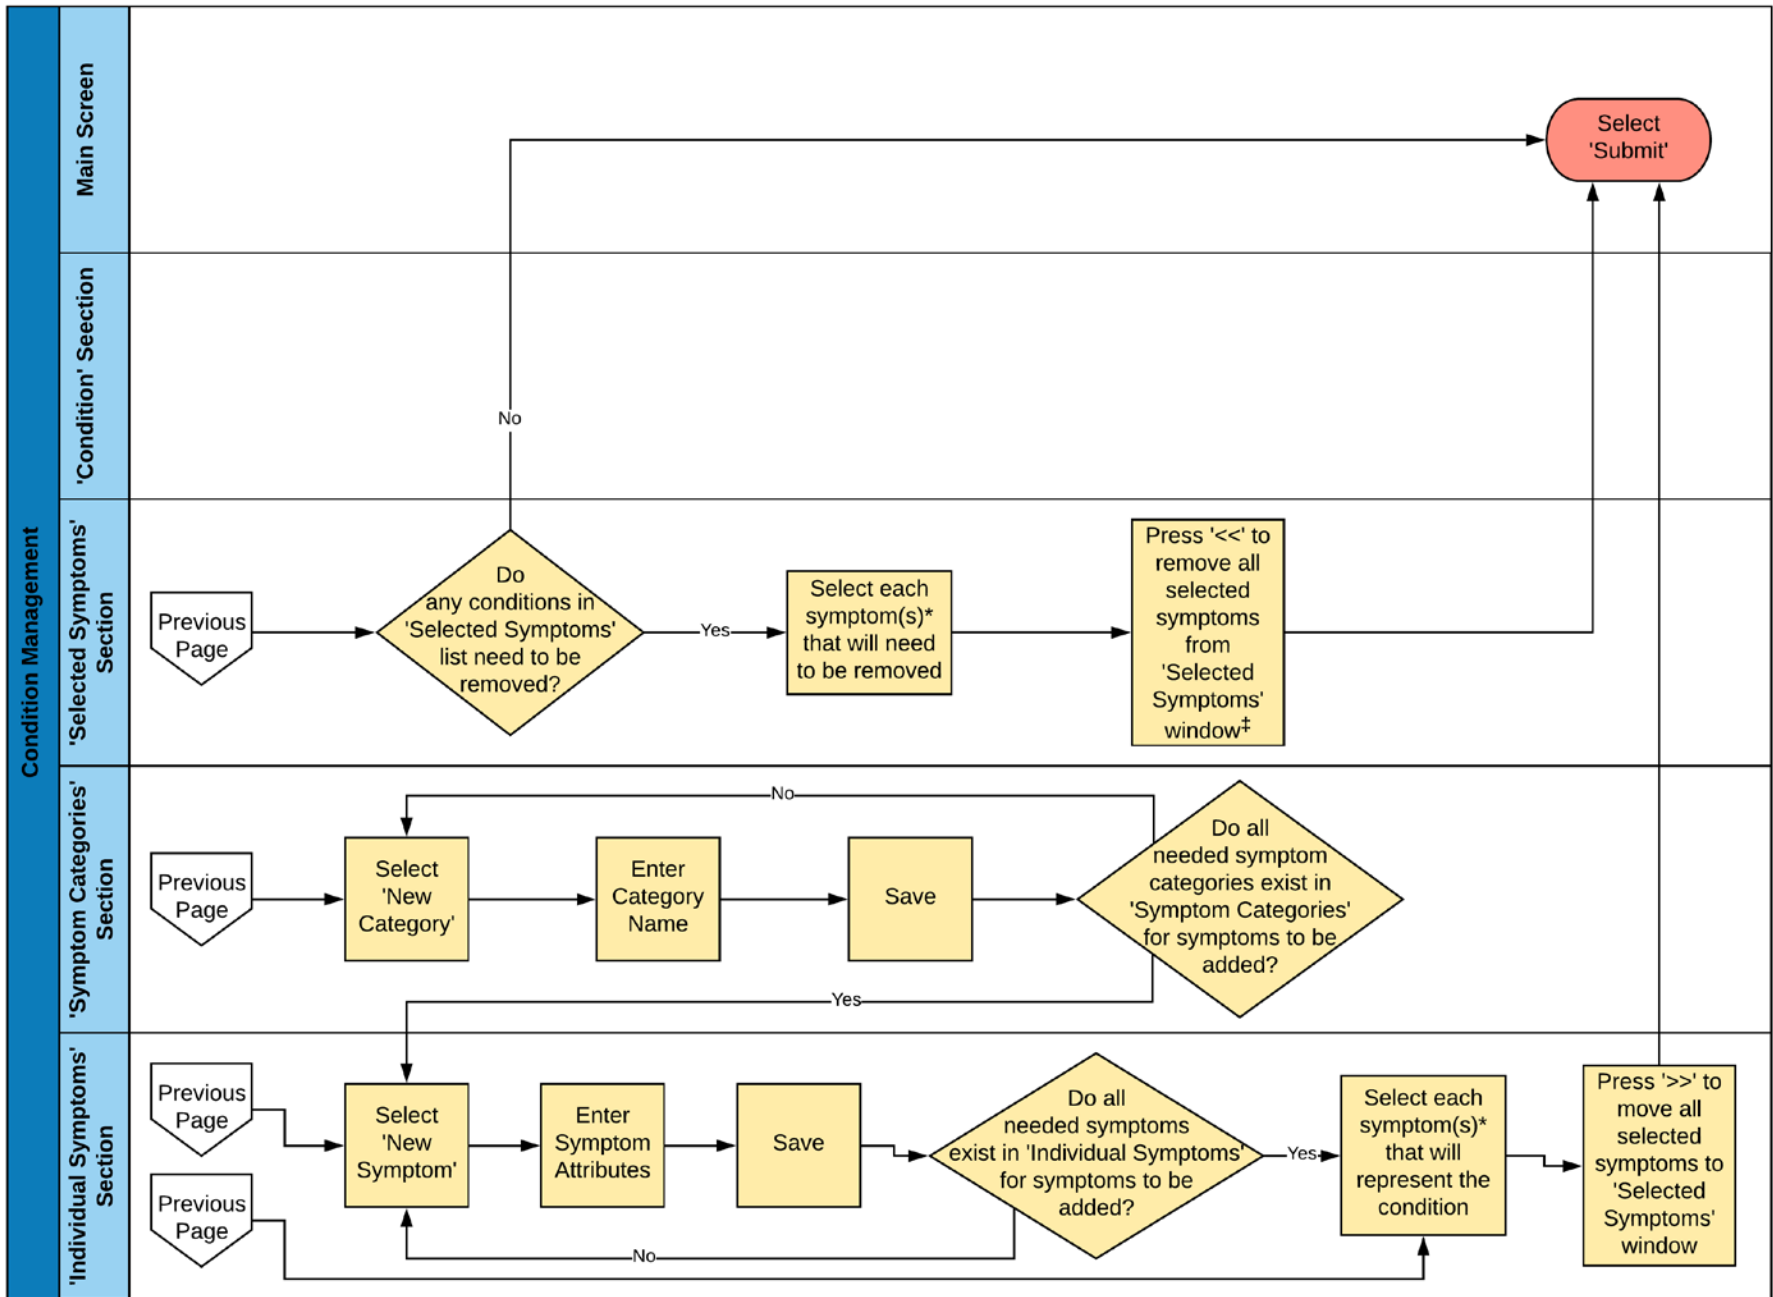 Condition Management
Main Screen
Select
'Submit'
'Condition' Seection
No
'Selected Symptoms'
Section
Previous
Page
Do
any conditions in
'Selected Symptoms'
list need to be
removed?
Yes
Select each
symptom(s)*
that will need
to be removed
Press '<<' to
remove all
selected
symptoms
from
'Selected
Symptoms'
window‡
'Symptom Categories'
Section
Previous
Page
Select
'New
Category'
Enter
Category
Name
Save
No
Do all
needed symptom
categories exist in
'Symptom Categories'
for symptoms to be
added?
Yes
'Individual Symptoms'
Section
Previous
Page
Previous
Page
Select
'New
Symptom'
Enter
Symptom
Attributes
Save
Do all
needed symptoms
exist in 'Individual Symptoms'
for symptoms to be
added?
No
Yes
Select each
symptom(s)*
that will
represent the
condition
Press '>>' to
move all
selected
symptoms to
'Selected
Symptoms'
window